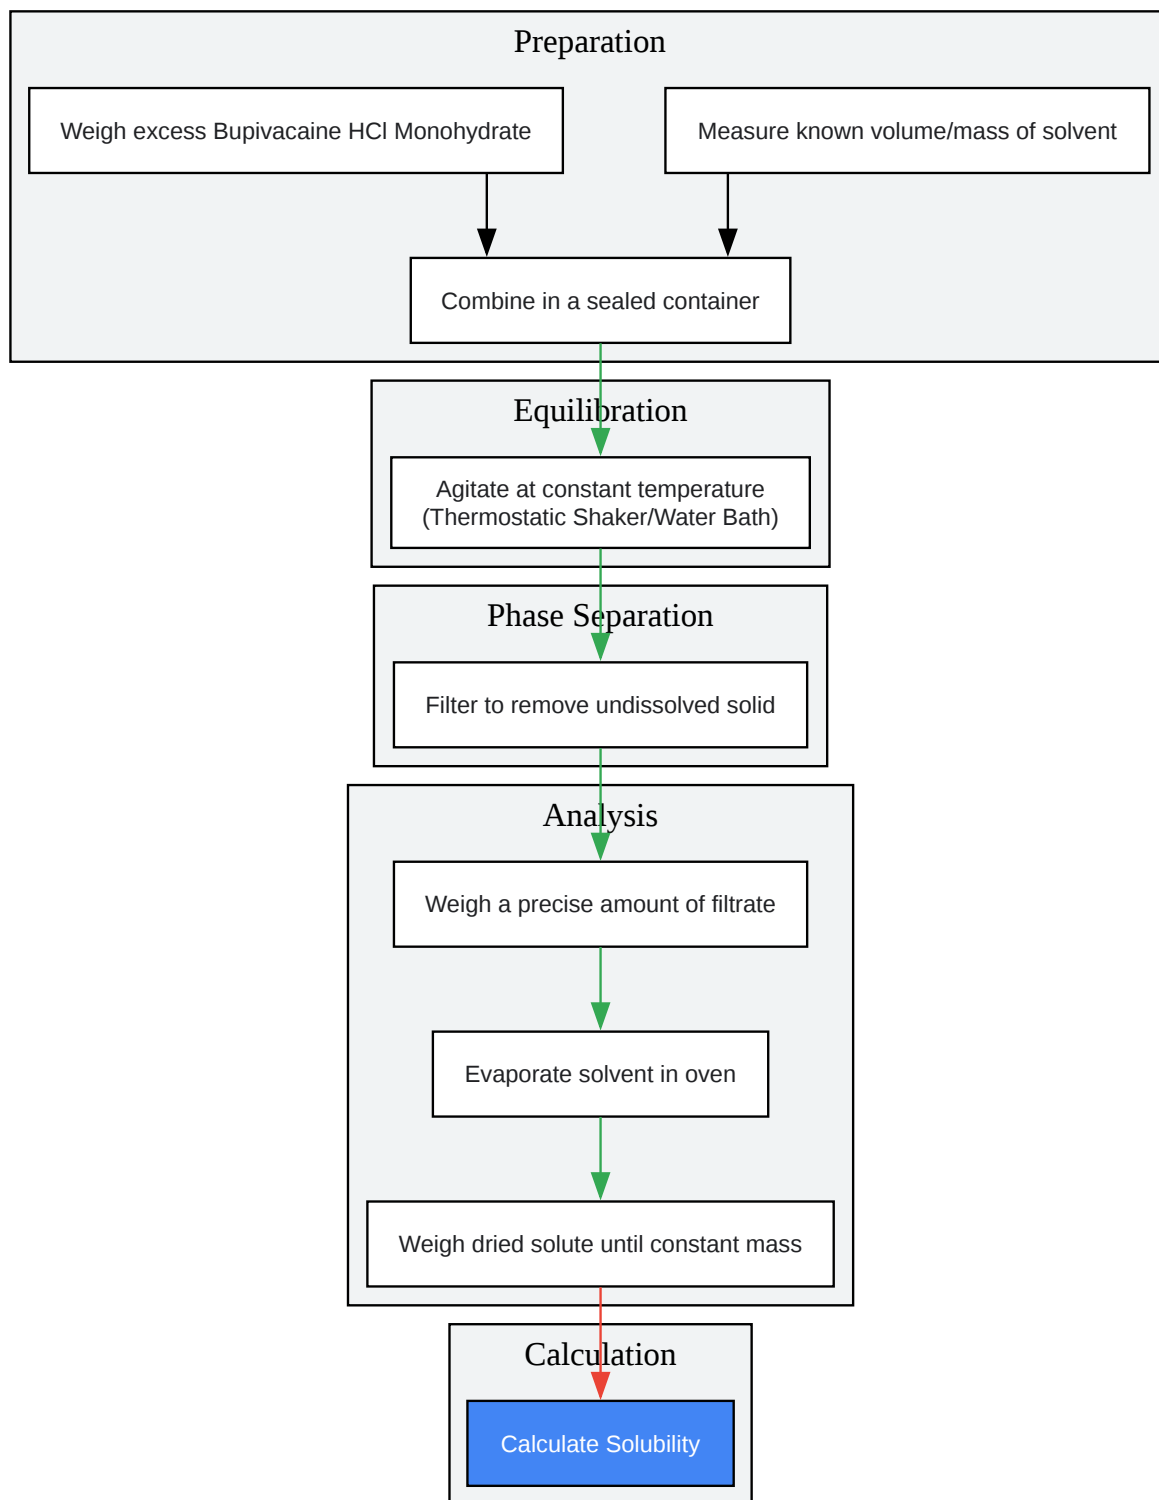 Preparation
Weigh excess Bupivacaine HCl Monohydrate
Measure known volume/mass of solvent
Combine in a sealed container
Equilibration
Agitate at constant temperature
(Thermostatic Shaker/Water Bath)
Phase Separation
Filter to remove undissolved solid
Analysis
Weigh a precise amount of filtrate
Evaporate solvent in oven
Weigh dried solute until constant mass
Calculation
Calculate Solubility